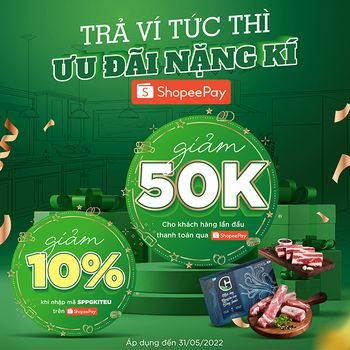 TRẢ VÍ TỨC THÌ
ƯU ĐÃI NẶNG KÍ
S ShopeePay
giảm
50K
Cho khách hàng lần đầu
thanh toán qua ShopeePay
giảm
10%
khi nhập mã SPPGKITEU
trên ShopeePay
Áp dụng đến 31/05/2022